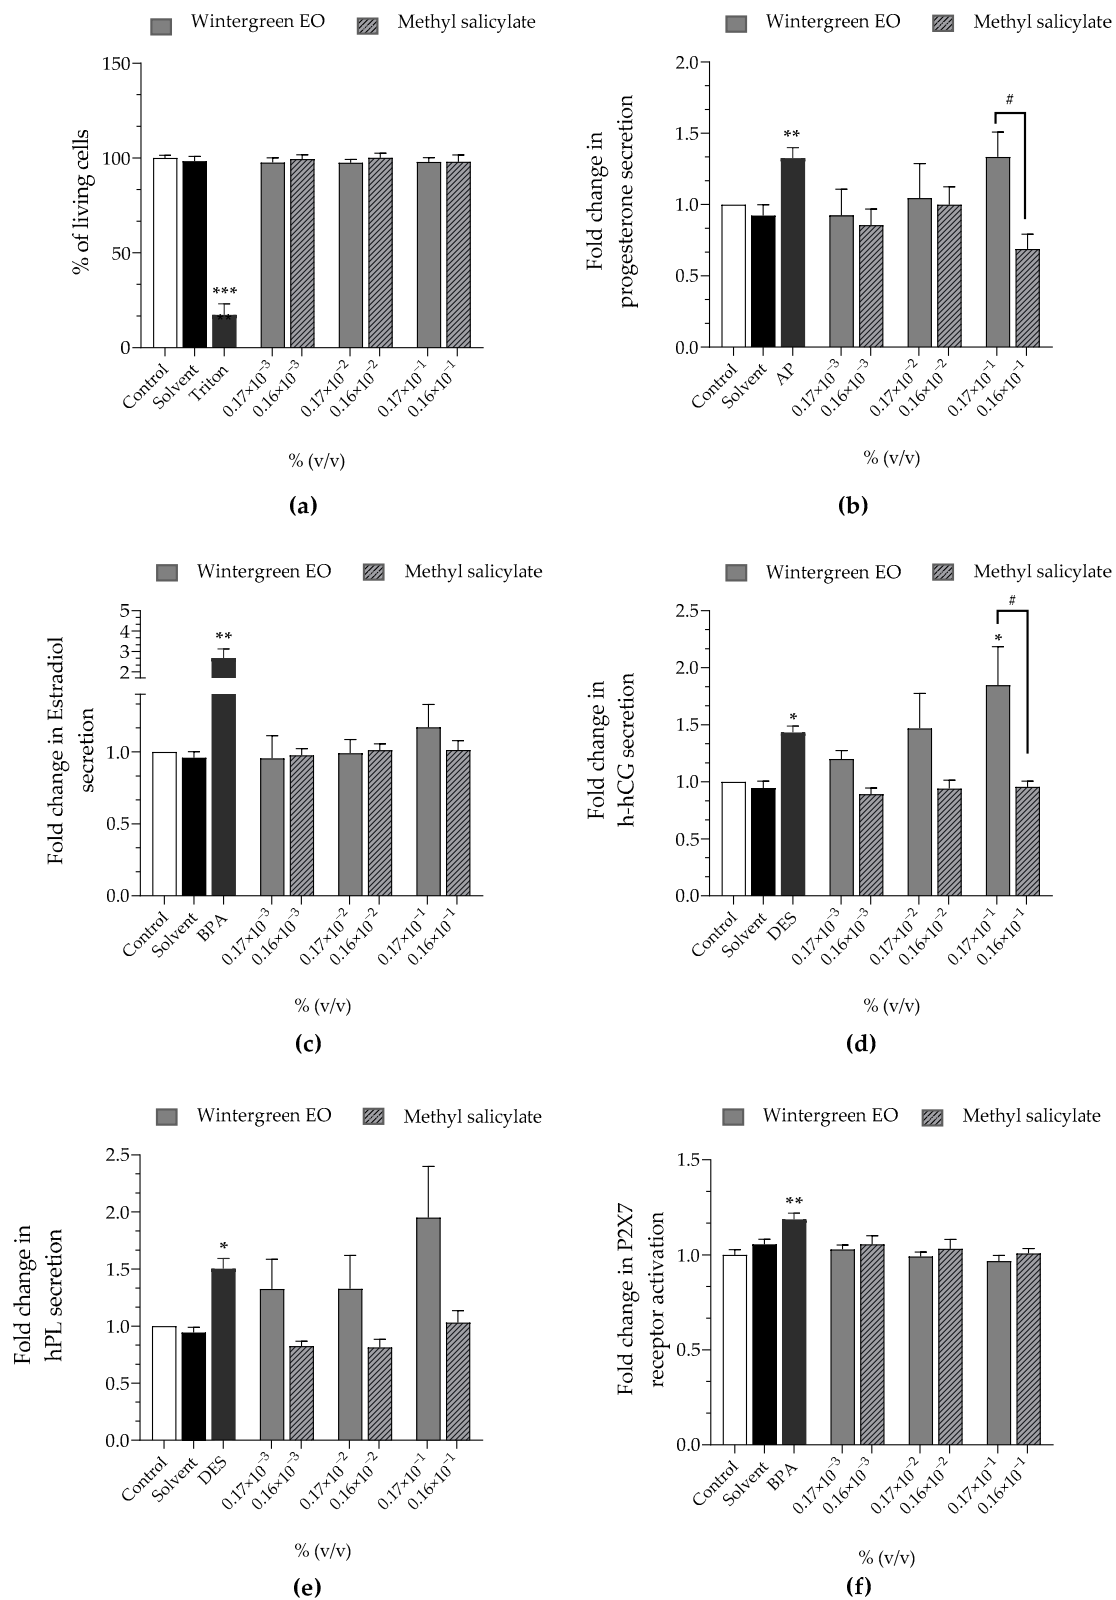 Wintergreen EO Methyl salicylate
% of living cells
150
100
50
0
***
**
Control Solvent Triton 0.17×10⁻³ 0.16×10⁻³ 0.17×10⁻² 0.16×10⁻² 0.17×10⁻¹ 0.16×10⁻¹
% (v/v)
(a)
Wintergreen EO Methyl salicylate
Fold change in
progesterone secretion
2.0
1.5
1.0
0.5
0.0
**
#
Control Solvent AP 0.17×10⁻³ 0.16×10⁻³ 0.17×10⁻² 0.16×10⁻² 0.17×10⁻¹ 0.16×10⁻¹
% (v/v)
(b)
Wintergreen EO Methyl salicylate
Fold change in Estradiol
secretion
5
4
3
2
1.0
0.5
0.0
**
Control Solvent BPA 0.17×10⁻³ 0.16×10⁻³ 0.17×10⁻² 0.16×10⁻² 0.17×10⁻¹ 0.16×10⁻¹
% (v/v)
(c)
Wintergreen EO Methyl salicylate
Fold change in
h-hCG secretion
2.5
2.0
1.5
1.0
0.5
0.0
*
*
#
Control Solvent DES 0.17×10⁻³ 0.16×10⁻³ 0.17×10⁻² 0.16×10⁻² 0.17×10⁻¹ 0.16×10⁻¹
% (v/v)
(d)
Wintergreen EO Methyl salicylate
Fold change in
hPL secretion
2.5
2.0
1.5
1.0
0.5
0.0
*
Control Solvent DES 0.17×10⁻³ 0.16×10⁻³ 0.17×10⁻² 0.16×10⁻² 0.17×10⁻¹ 0.16×10⁻¹
% (v/v)
(e)
Wintergreen EO Methyl salicylate
Fold change in P2X7
receptor activation
1.5
1.0
0.5
0.0
**
Control Solvent BPA 0.17×10⁻³ 0.16×10⁻³ 0.17×10⁻² 0.16×10⁻² 0.17×10⁻¹ 0.16×10⁻¹
% (v/v)
(f)